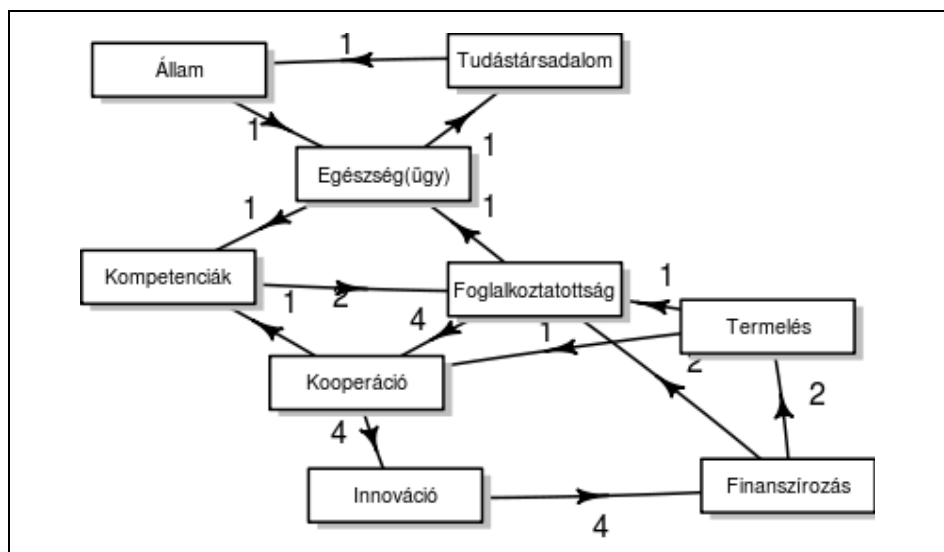 1
Állam
Tudástársadalom
1
1
Egészség(ügy)
1
1
Kompetenciák
1
2
Foglalkoztatottság
1
4
1
Termelés
Kooperáció
2
2
4
Innováció
Finanszírozás
4